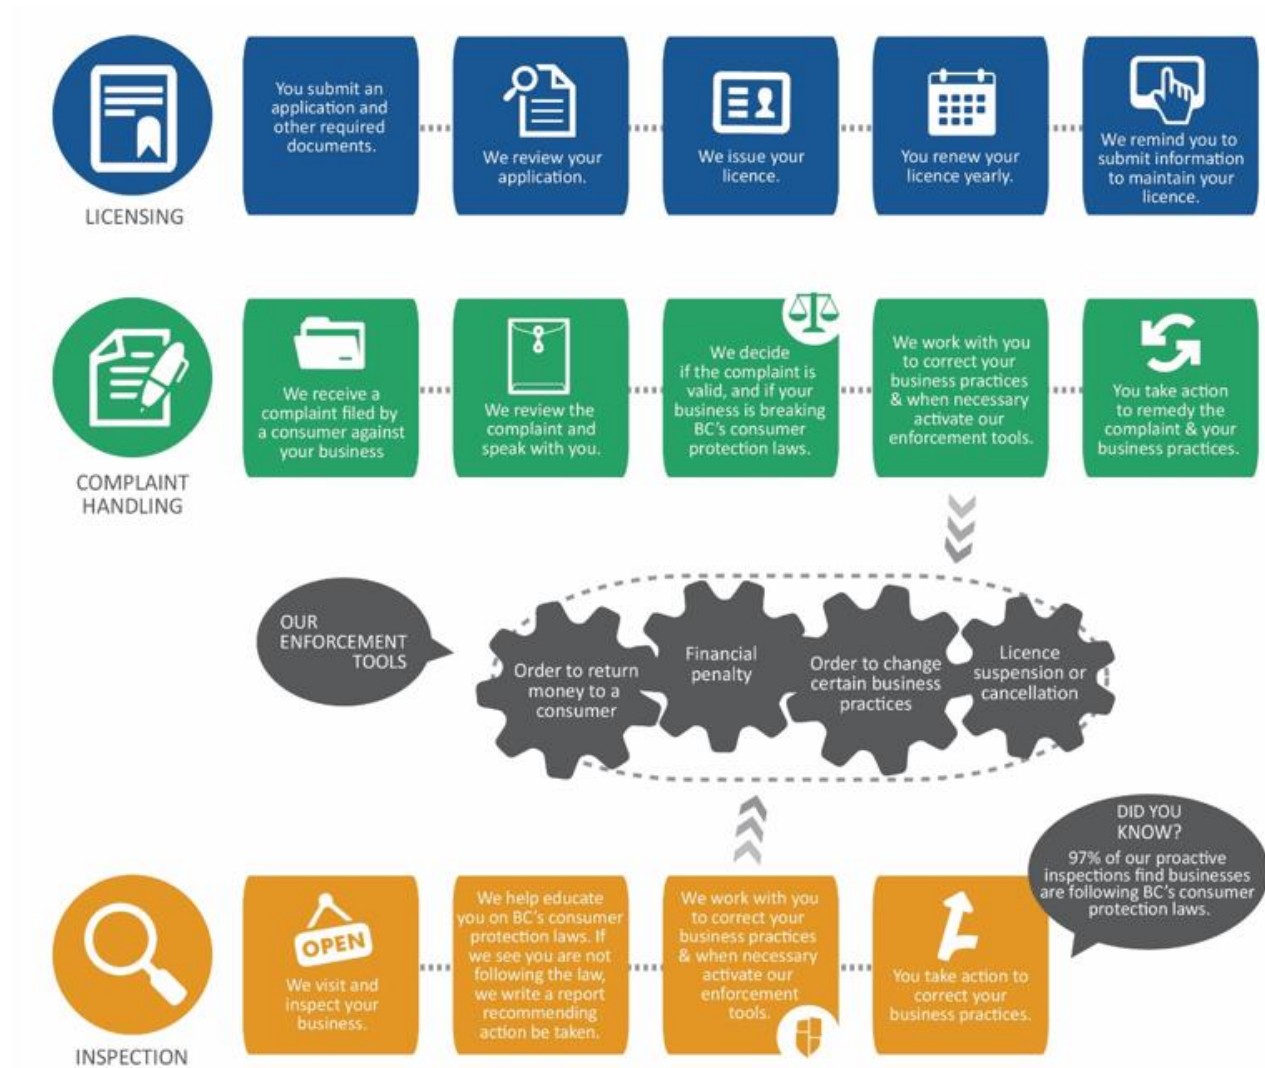 LICENSING
You submit an
application and
other required
documents.
We review your
application.
We issue your
licence.
You renew your
licence yearly.
We remind you to
submit information
to maintain your
licence.
COMPLAINT
HANDLING
We receive a
complaint filed by
a consumer against
your business
We review the
complaint and
speak with you.
We decide
if the complaint is
valid, and if your
business is breaking
BC's consumer
protection laws.
We work with you
to correct your
business practices
& when necessary
activate our
enforcement tools.
You take action
to remedy the
complaint & your
business practices.
OUR
ENFORCEMENT
TOOLS
Order to return
money to a
consumer
Financial
penalty
Order to change
certain business
practices
Licence
suspension or
cancellation
DID YOU
KNOW?
97% of our proactive
inspections find businesses
are following BC's consumer
protection laws.
INSPECTION
OPEN
We visit and
inspect your
business.
We help educate
you on BC's consumer
protection laws. If
we see you are not
following the law,
we write a report
recommending
action be taken.
We work with you
to correct your
business practices
& when necessary
activate our
enforcement
tools.
You take action to
correct your
business practices.